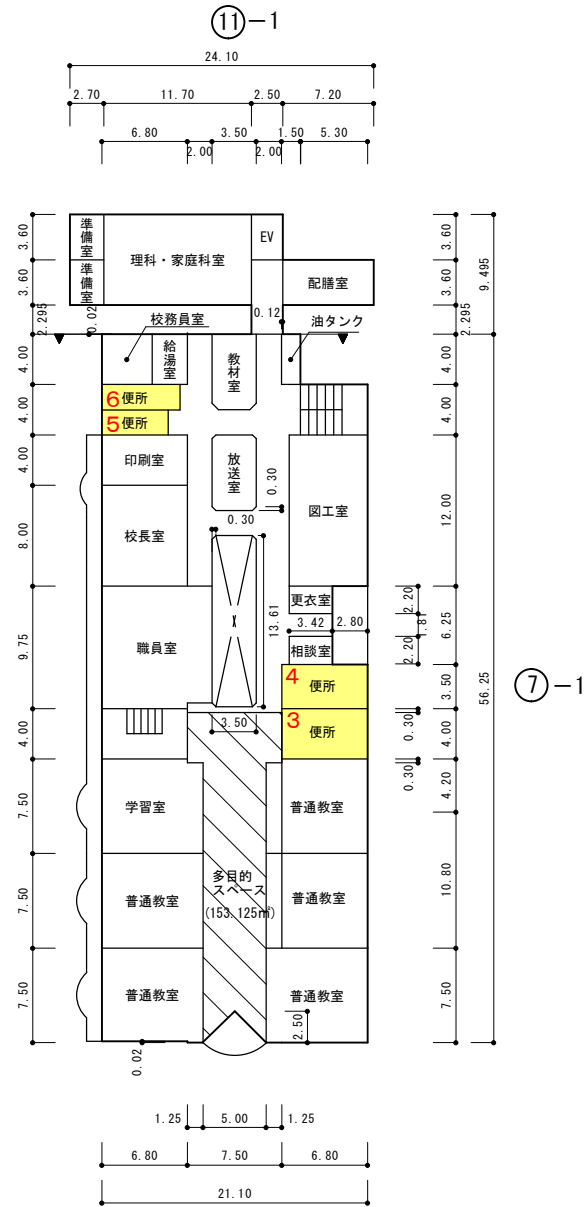 ⑪-1
24.10
2.70 11.70 2.50 7.20
6.80 3.50 1.50 5.30
2.00 2.00
準備室
理科・家庭科室
EV
準備室
配膳室
3.60
3.60
2.295
0.02
0.12
校務員室
油タンク
3.60
3.60
2.295
9.495
4.00
給湯室
教材室
4.00
4.00
6便所
5便所
4.00
4.00
印刷室
放送室
0.30
0.30
図工室
12.00
8.00
校長室
9.75
職員室
13.61
更衣室
3.42 2.80
相談室
2.20
1.81
2.20
6.25
4
便所
3.50
56.25
⑦-1
4.00
3.50
3
便所
0.30
4.00
0.30
4.20
7.50
学習室
普通教室
多目的
スペース
(153.125㎡)
7.50
普通教室
普通教室
10.80
7.50
普通教室
普通教室
2.50
7.50
0.02
1.25 5.00 1.25
6.80 7.50 6.80
21.10